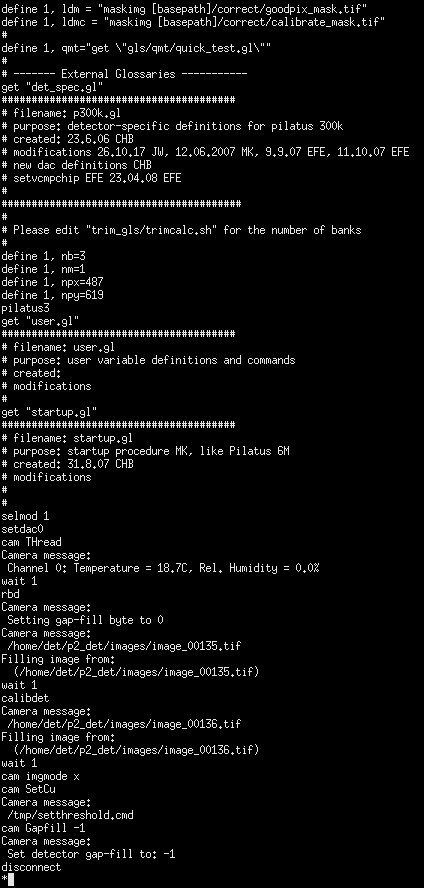 define 1, ldm = "maskimg [basepath]/correct/goodpix_mask.tif"
define 1, ldmc = "maskimg [basepath]/correct/calibrate_mask.tif"
#
define 1, qmt="get \"gls/qmt/quick_test.gl\""
#
# ------- External Glossaries -----------
get "det_spec.gl"
#######################################
# filename: p300k.gl
# purpose: detector-specific definitions for pilatus 300k
# created: 23.6.06 CHB
# modifications 26.10.17 JW, 12.06.2007 MK, 9.9.07 EFE, 11.10.07 EFE
# new dac definitions CHB
# setvcmpchip EFE 23.04.08 EFE
#
########################################
#
# Please edit "trim_gls/trimcalc.sh" for the number of banks
#
define 1, nb=3
define 1, nm=1
define 1, npx=487
define 1, npy=619
pilatus3
get "user.gl"
#######################################
# filename: user.gl
# purpose: user variable definitions and commands
# created:
# modifications
#
get "startup.gl"
#######################################
# filename: startup.gl
# purpose: startup procedure MK, like Pilatus 6M
# created: 31.8.07 CHB
# modifications
#
#
selmod 1
setdac0
cam THread
Camera message:
Channel 0: Temperature = 18.7C, Rel. Humidity = 0.0%
wait 1
rbd
Camera message:
Setting gap-fill byte to 0
Camera message:
/home/det/p2_det/images/image_00135.tif
Filling image from:
(/home/det/p2_det/images/image_00135.tif)
wait 1
calibdet
Camera message:
/home/det/p2_det/images/image_00136.tif
Filling image from:
(/home/det/p2_det/images/image_00136.tif)
wait 1
cam imgmode x
cam SetCu
Camera message:
/tmp/setthreshold.cmd
cam Gapfill -1
Camera message:
Set detector gap-fill to: -1
disconnect
*